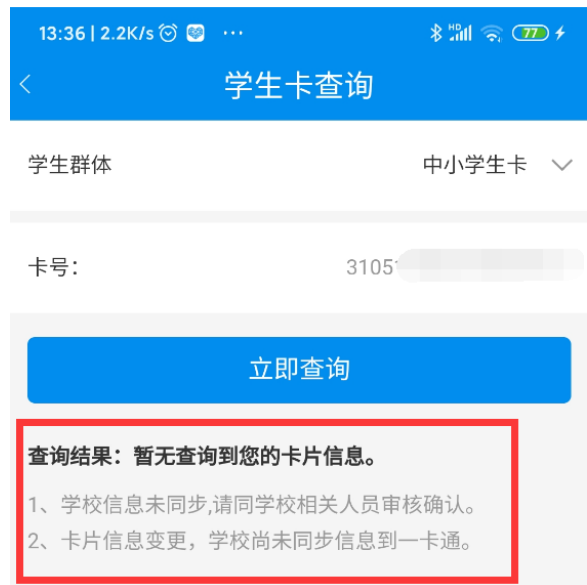 13:36 | 2.2K/s ... HD 77
学生卡查询
学生群体 中小学生卡
卡号: 3105
立即查询
查询结果：暂无查询到您的卡片信息。
1、学校信息未同步,请同学校相关人员审核确认。
2、卡片信息变更，学校尚未同步信息到一卡通。